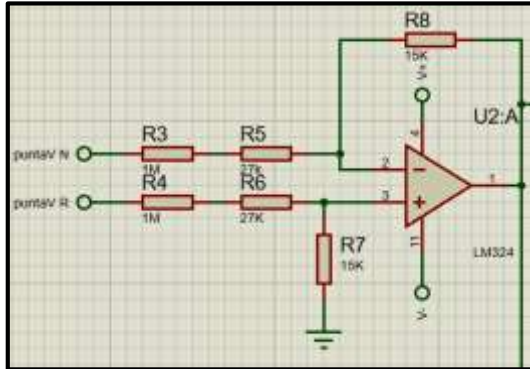 R8
15K
V+
U2:A
4
R3
R5
puntaV N
1M
27k
2
R4
R6
1
puntaV R
3
1M
27K
R7
11
LM324
15K
V-